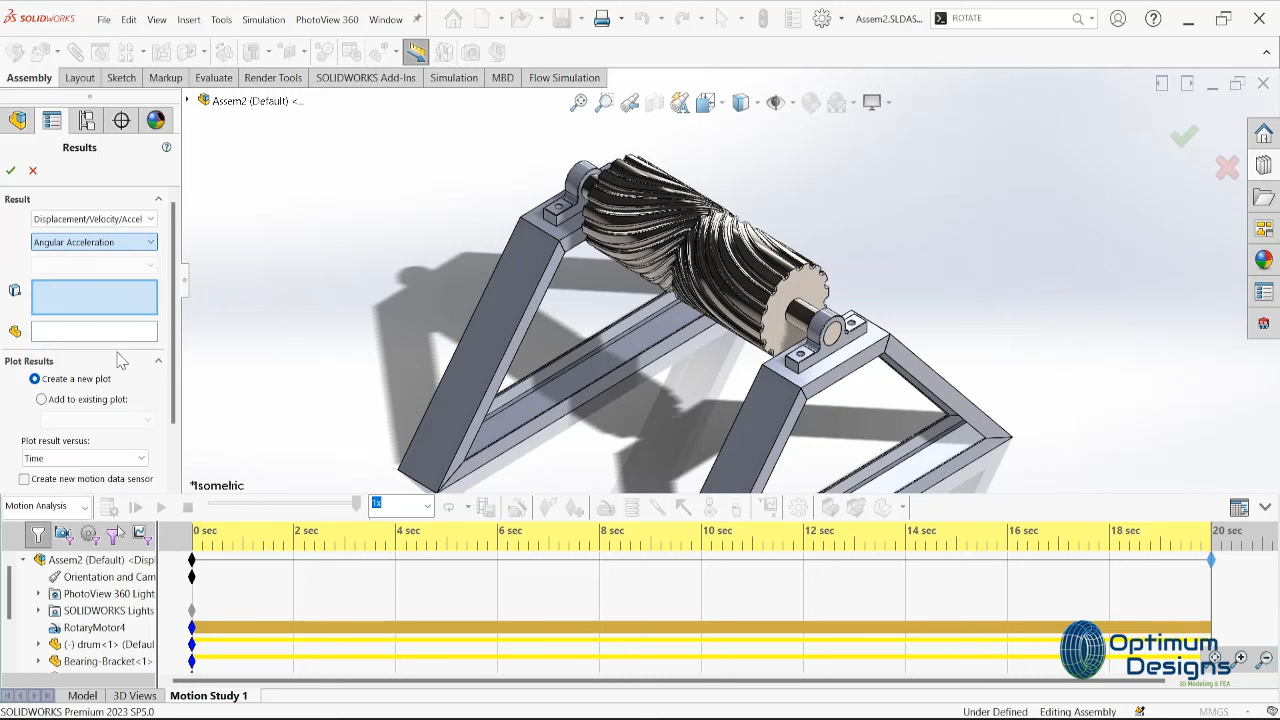 SOLIDWORKS
File Edit View Insert Tools Simulation PhotoView 360 Window
Assem2.SLDAS...
ROTATE
Assembly Layout Sketch Markup Evaluate Render Tools SOLIDWORKS Add-Ins Simulation MBD Flow Simulation
Assem2 (Default) <...
Results
Result
Displacement/Velocity/Accel
Angular Acceleration
Plot Results
Create a new plot
Add to existing plot:
Plot result versus:
Time
Create new motion data sensor
*Isometric
Motion Analysis
1x
0 sec 2 sec 4 sec 6 sec 8 sec 10 sec 12 sec 14 sec 16 sec 18 sec 20 sec
Assem2 (Default) <Displ
Orientation and Cam
PhotoView 360 Light
SOLIDWORKS Lights
RotaryMotor4
(-) drum<1> (Defaul
Bearing-Bracket<1>
Optimum
Designs
3D Modeling & FEA
Model 3D Views Motion Study 1
SOLIDWORKS Premium 2023 SP5.0
Under Defined Editing Assembly MMGS